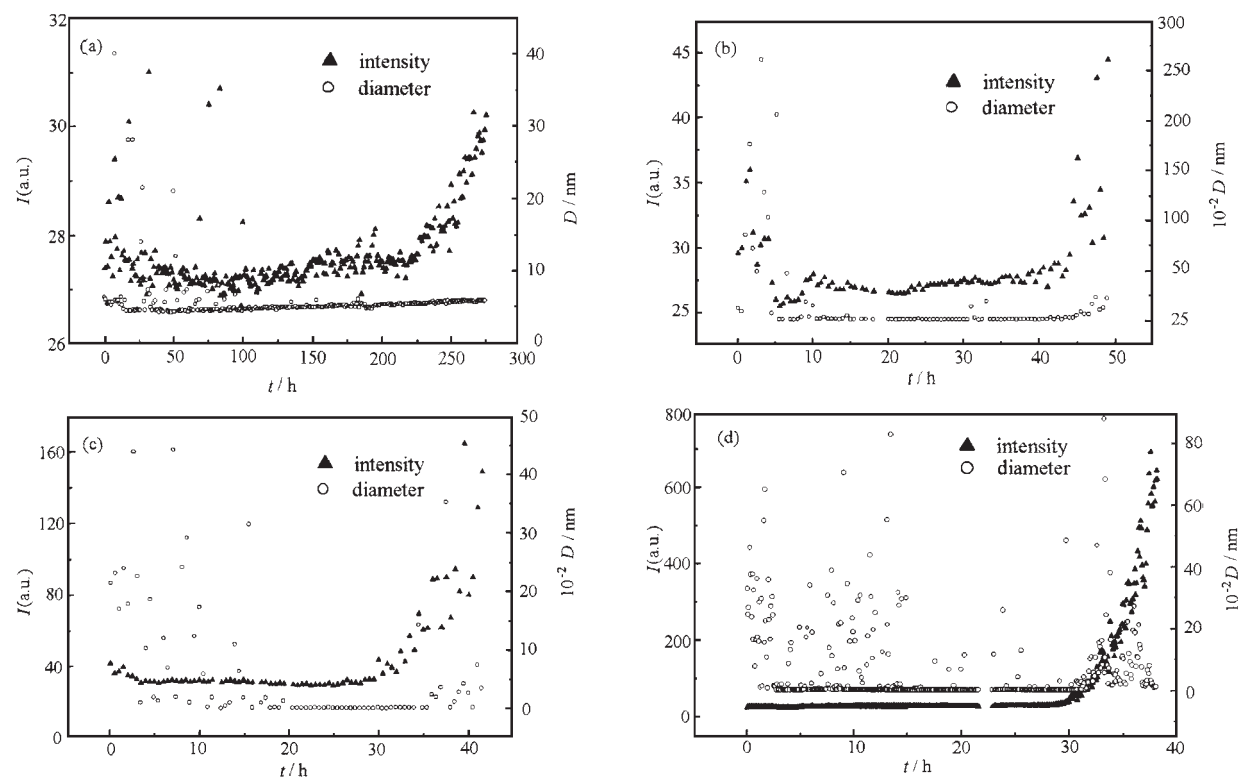 (a)
intensity
diameter
I(a.u.)
32
30
28
26
40
30
20
10
0
D / nm
0 50 100 150 200 250 300
t / h
(b)
intensity
diameter
I(a.u.)
45
40
35
30
25
300
250
200
150
100
50
25
10⁻² D / nm
0 10 20 30 40 50
t / h
(c)
intensity
diameter
I(a.u.)
160
120
80
40
0
50
40
30
20
10
0
10⁻² D / nm
0 10 20 30 40
t / h
(d)
intensity
diameter
I(a.u.)
800
600
400
200
0
80
60
40
20
0
10⁻² D / nm
0 10 20 30 40
t / h